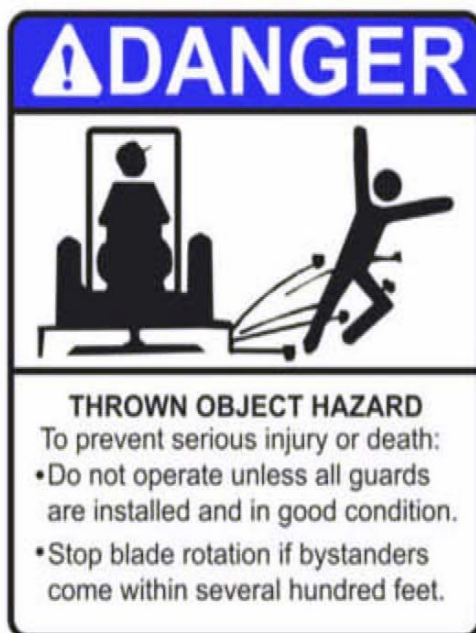 DANGER
THROWN OBJECT HAZARD
To prevent serious injury or death:
•Do not operate unless all guards
are installed and in good condition.
•Stop blade rotation if bystanders
come within several hundred feet.